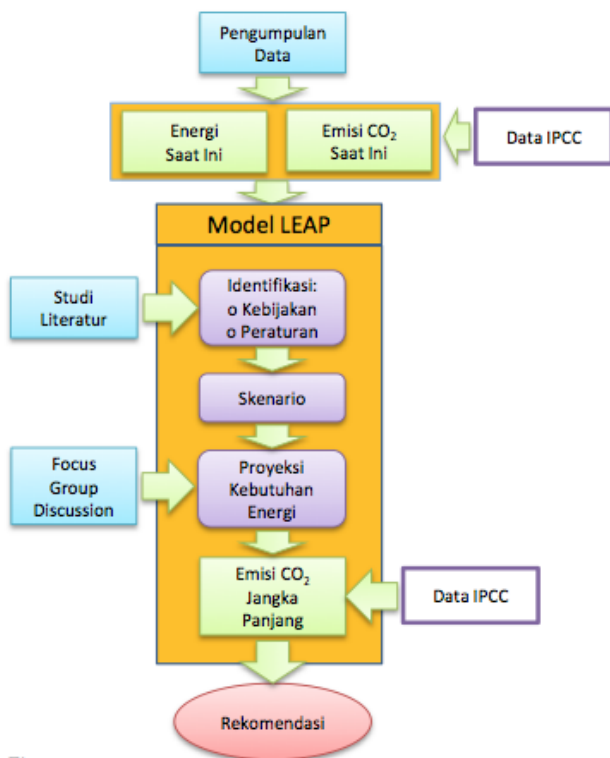 Pengumpulan
Data
Energi
Saat Ini
Emisi CO₂
Saat Ini
Data IPCC
Model LEAP
Studi
Literatur
Identifikasi:
o Kebijakan
o Peraturan
Skenario
Focus
Group
Discussion
Proyeksi
Kebutuhan
Energi
Emisi CO₂
Jangka
Panjang
Data IPCC
Rekomendasi